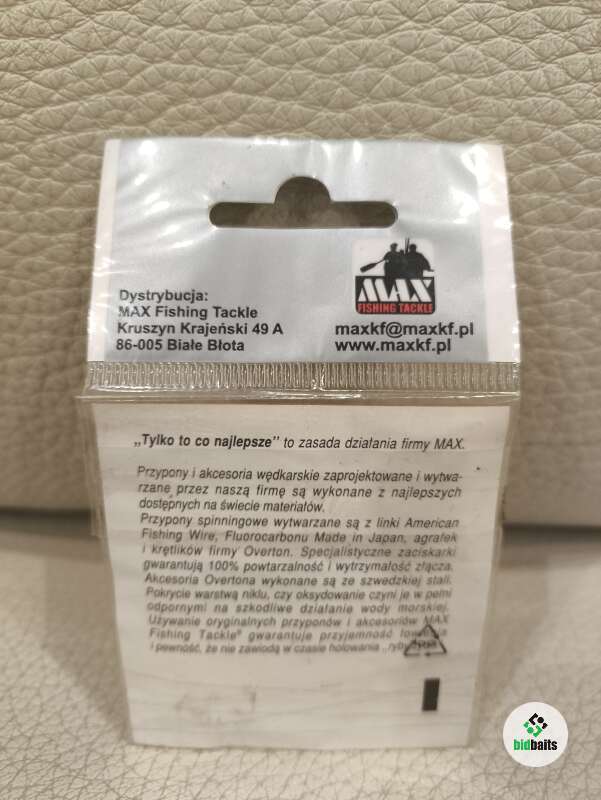 Dystrybucja:
MAX Fishing Tackle
Kruszyn Krajeński 49 A
86-005 Białe Błota
MAX
FISHING TACKLE
maxkf@maxkf.pl
www.maxkf.pl
„Tylko to co najlepsze" to zasada działania firmy MAX.
Przypony i akcesoria wędkarskie zaprojektowane i wytwa-
rzane przez naszą firmę są wykonane z najlepszych
dostępnych na świecie materiałów.
Przypony spinningowe wytwarzane są z linki American
Fishing Wire, Fluorocarbonu Made in Japan, agrafek
i krętlików firmy Overton. Specjalistyczne zaciskarki
gwarantują 100% powtarzalność i wytrzymałość złącza.
Akcesoria Overtona wykonane są ze szwedzkiej stali.
Pokrycie warstwą niklu, czy oksydowanie czyni je w pełni
odpornymi na szkodliwe działanie wody morskiej.
Używanie oryginalnych przyponów i akcesoriów MAX
Fishing Tackle® gwarantuje przyjemność łowienia
i pewność, że nie zawiodą w czasie holowania
bidbaits